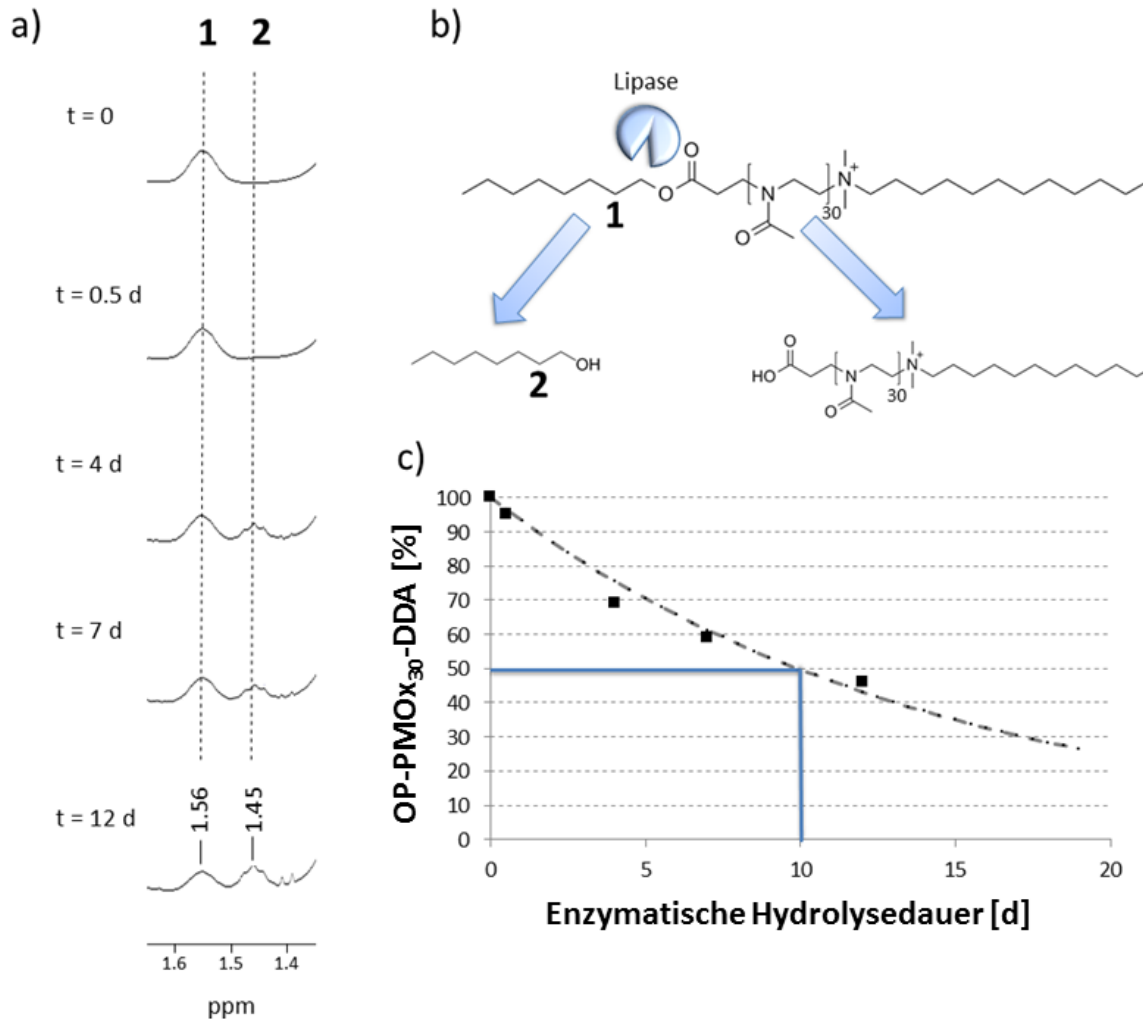 a)
1 2
t = 0
t = 0.5 d
t = 4 d
t = 7 d
t = 12 d
1.56
1.45
1.6 1.5 1.4
ppm
b)
Lipase
O
O
N
O
30
N+
1
OH
2
O
HO
N
O
30
N+
c)
OP-PMOx30-DDA [%]
100
90
80
70
60
50
40
30
20
10
0
0 5 10 15 20
Enzymatische Hydrolysedauer [d]